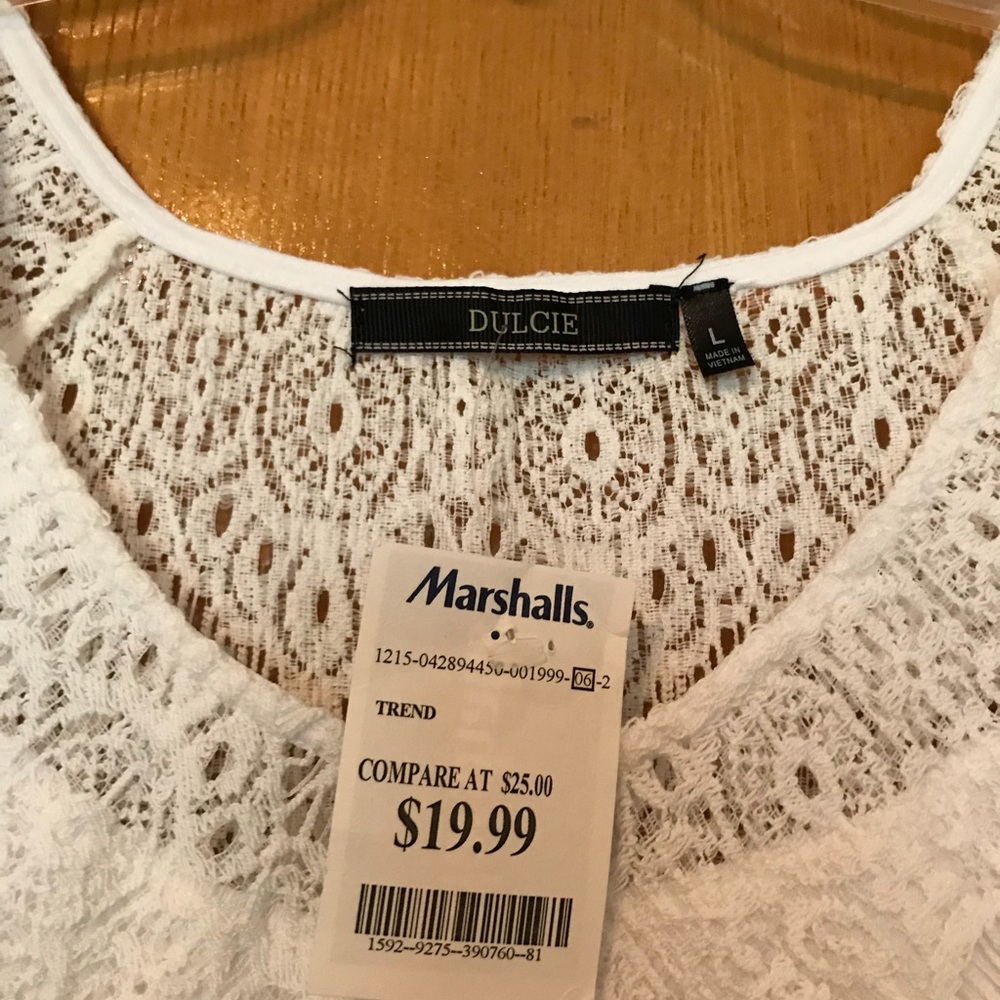 DULCIE
L
MADE IN
VIETNAM
Marshalls.
1215-042894450-001999-06-2
TREND
COMPARE AT $25.00
$19.99
1592--9275--390760--81